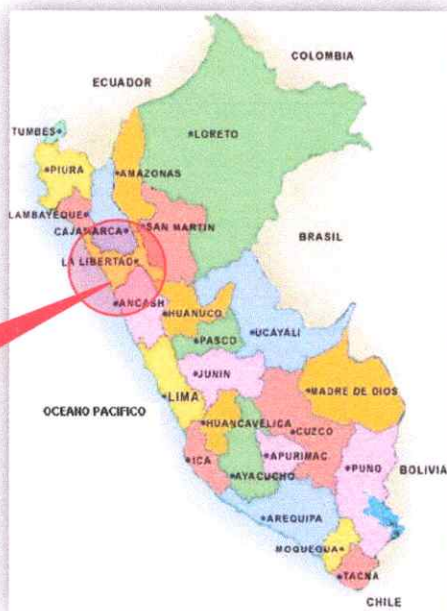 COLOMBIA
ECUADOR
TUMBES
LORETO
PIURA
AMAZONAS
LAMBAYEQUE
SAN MARTIN
CAJAMARCA
BRASIL
LA LIBERTAD
ANCASH
HUANUCO
UCAYALI
PASCO
JUNIN
LIMA
MADRE DE DIOS
OCEANO PACIFICO
HUANCAVELICA
CUZCO
ICA
APURIMAC
PUNO
BOLIVIA
AYACUCHO
AREQUIPA
MOQUEGUA
TACNA
CHILE